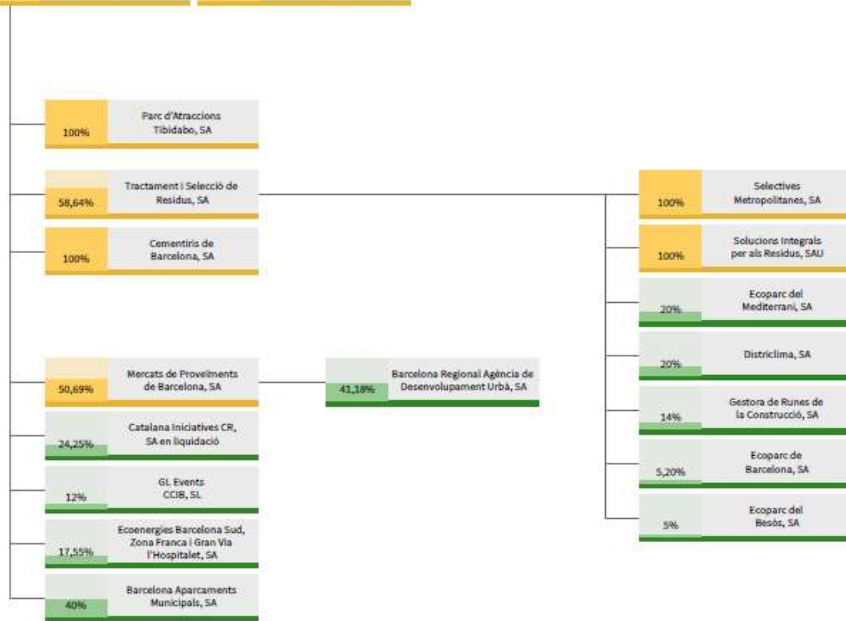 100%
Parc d'Atraccions
Tibidabo, SA
58,64%
Tractament i Selecció de
Residus, SA
100%
Cementiris de
Barcelona, SA
50,69%
Mercats de Proveïments
de Barcelona, SA
24,25%
Catalana Iniciatives CR,
SA en liquidació
12%
GL Events
CCIB, SL
17,55%
Ecoenergies Barcelona Sud,
Zona Franca i Gran Via
l'Hospitalet, SA
40%
Barcelona Aparcaments
Municipals, SA
41,18%
Barcelona Regional Agència de
Desenvolupament Urbà, SA
100%
Selectives
Metropolitanes, SA
100%
Solucions Integrals
per als Residus, SAU
20%
Ecoparc del
Mediterrani, SA
20%
Districlima, SA
14%
Gestora de Runes de
la Construcció, SA
5,20%
Ecoparc de
Barcelona, SA
5%
Ecoparc del
Besòs, SA